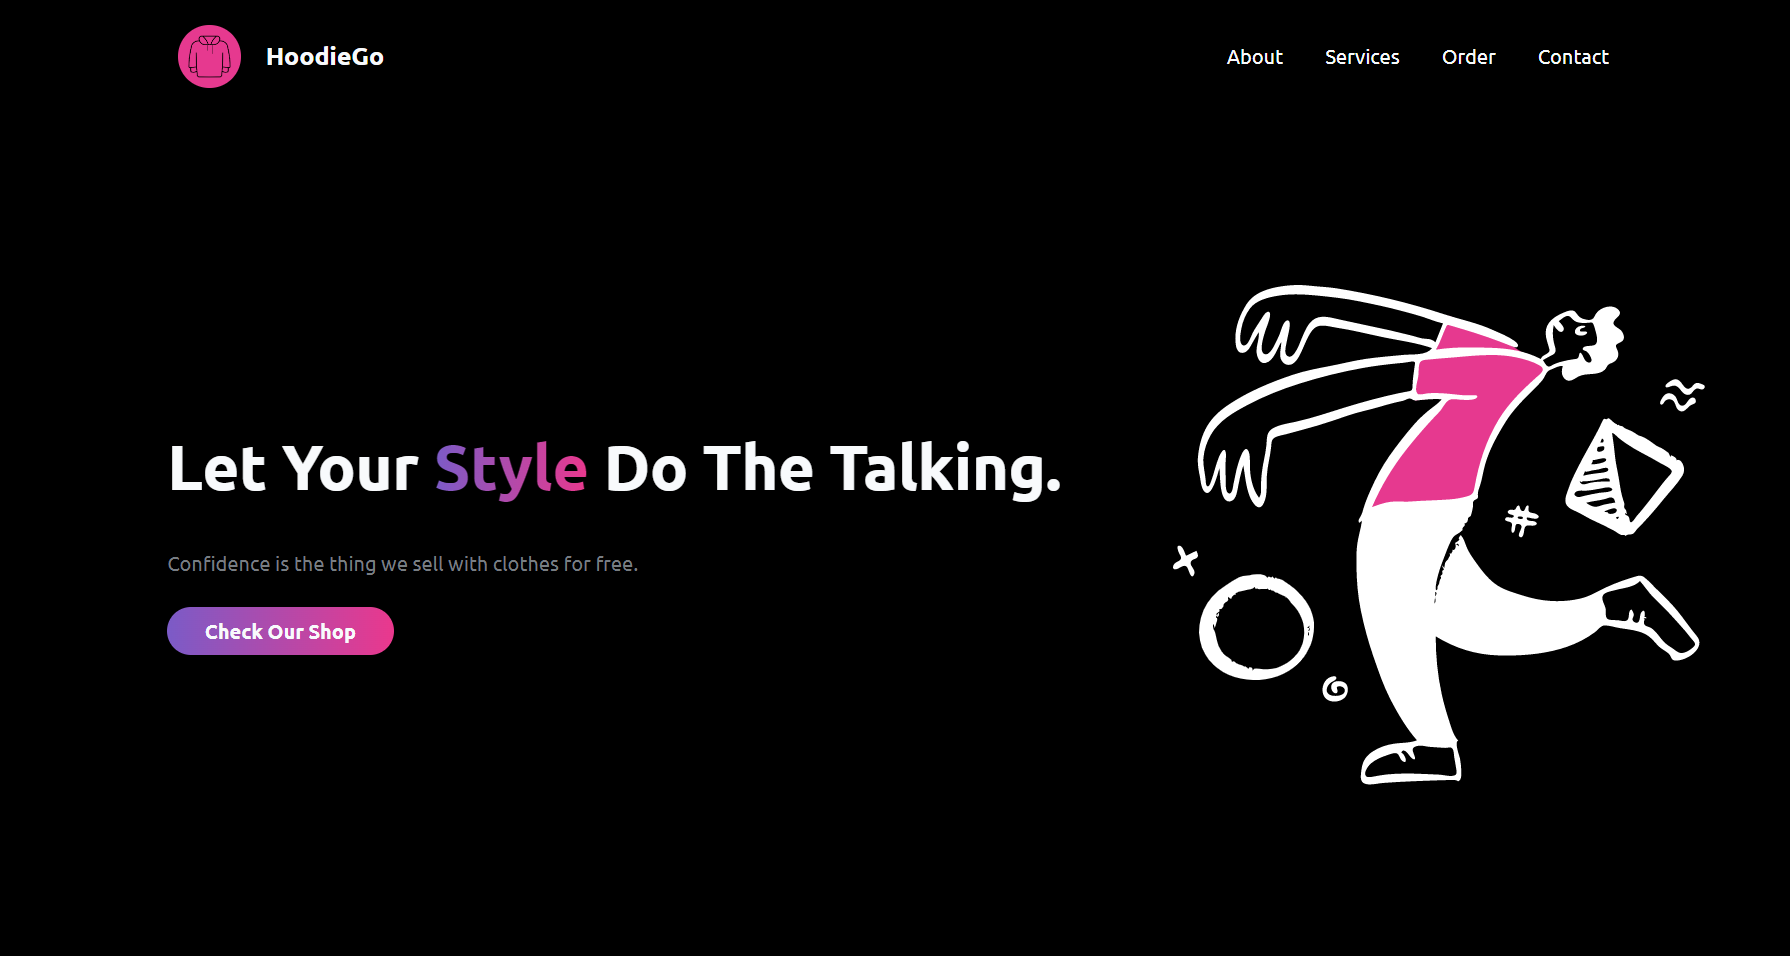 HoodieGo
About Services Order Contact
Let Your Style Do The Talking.
Confidence is the thing we sell with clothes for free.
Check Our Shop